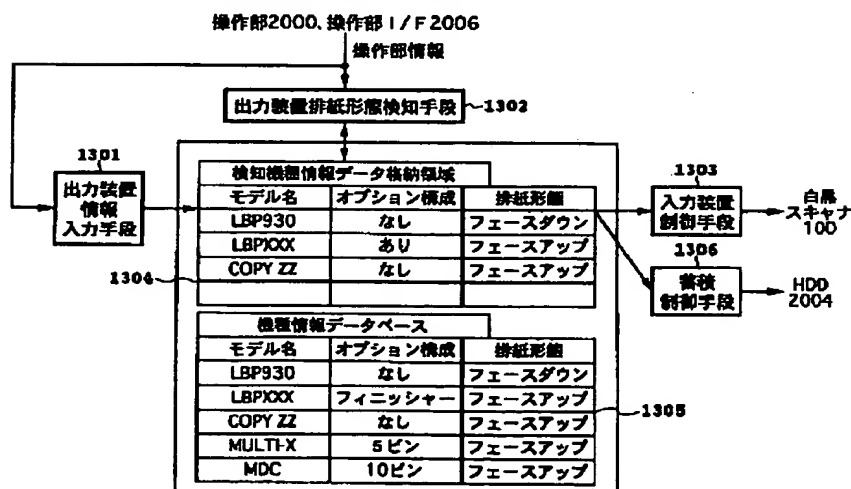 操作部2000、操作部I/F2006
操作部情報
出力装置排紙形態検知手段
1302
1301
出力装置
情報
入力手段
検知機種情報データ格納領域
モデル名 オプション構成 排紙形態
LBP930 なし フェースダウン
LBPXXX あり フェースアップ
COPY ZZ なし フェースアップ
1304
1303
入力装置
制御手段
白黒
スキャナ
10D
1306
蓄積
制御手段
HDD
2004
機種情報データベース
モデル名 オプション構成 排紙形態
LBP930 なし フェースダウン
LBPXXX フィニッシャー フェースアップ
COPY ZZ なし フェースアップ
MULTI-X 5ビン フェースアップ
MDC 10ビン フェースアップ
1305